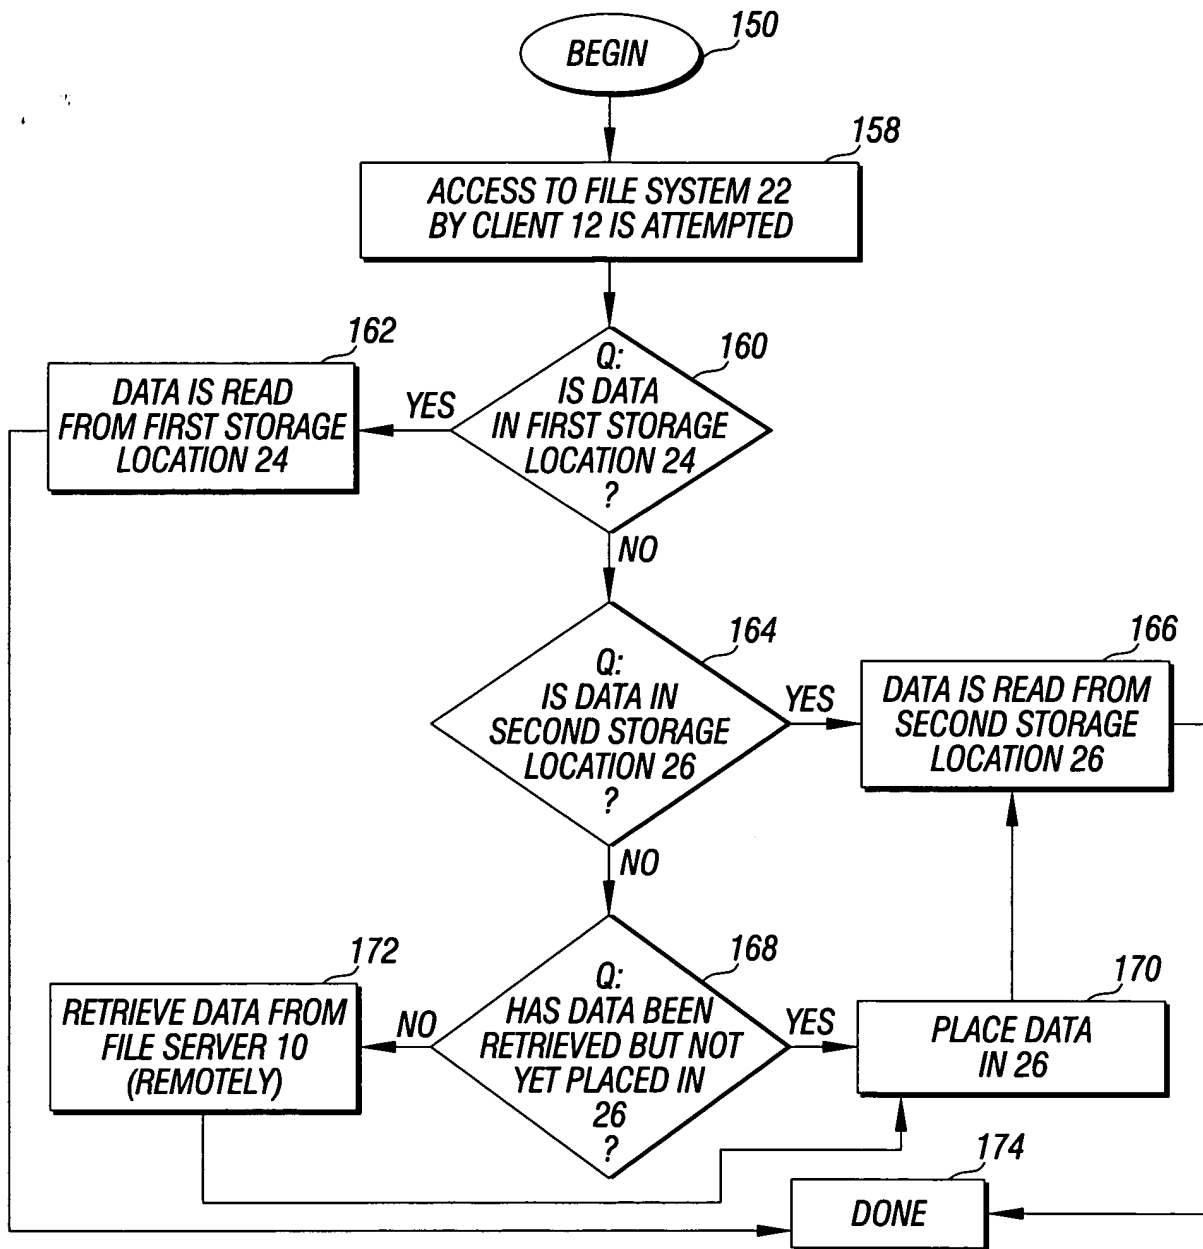 BEGIN
150
158
ACCESS TO FILE SYSTEM 22
BY CLIENT 12 IS ATTEMPTED
162
DATA IS READ
FROM FIRST STORAGE
LOCATION 24
YES
160
Q:
IS DATA
IN FIRST STORAGE
LOCATION 24
?
NO
164
Q:
IS DATA IN
SECOND STORAGE
LOCATION 26
?
YES
166
DATA IS READ FROM
SECOND STORAGE
LOCATION 26
NO
172
RETRIEVE DATA FROM
FILE SERVER 10
(REMOTELY)
NO
168
Q:
HAS DATA BEEN
RETRIEVED BUT NOT
YET PLACED IN
26
?
YES
170
PLACE DATA
IN 26
174
DONE